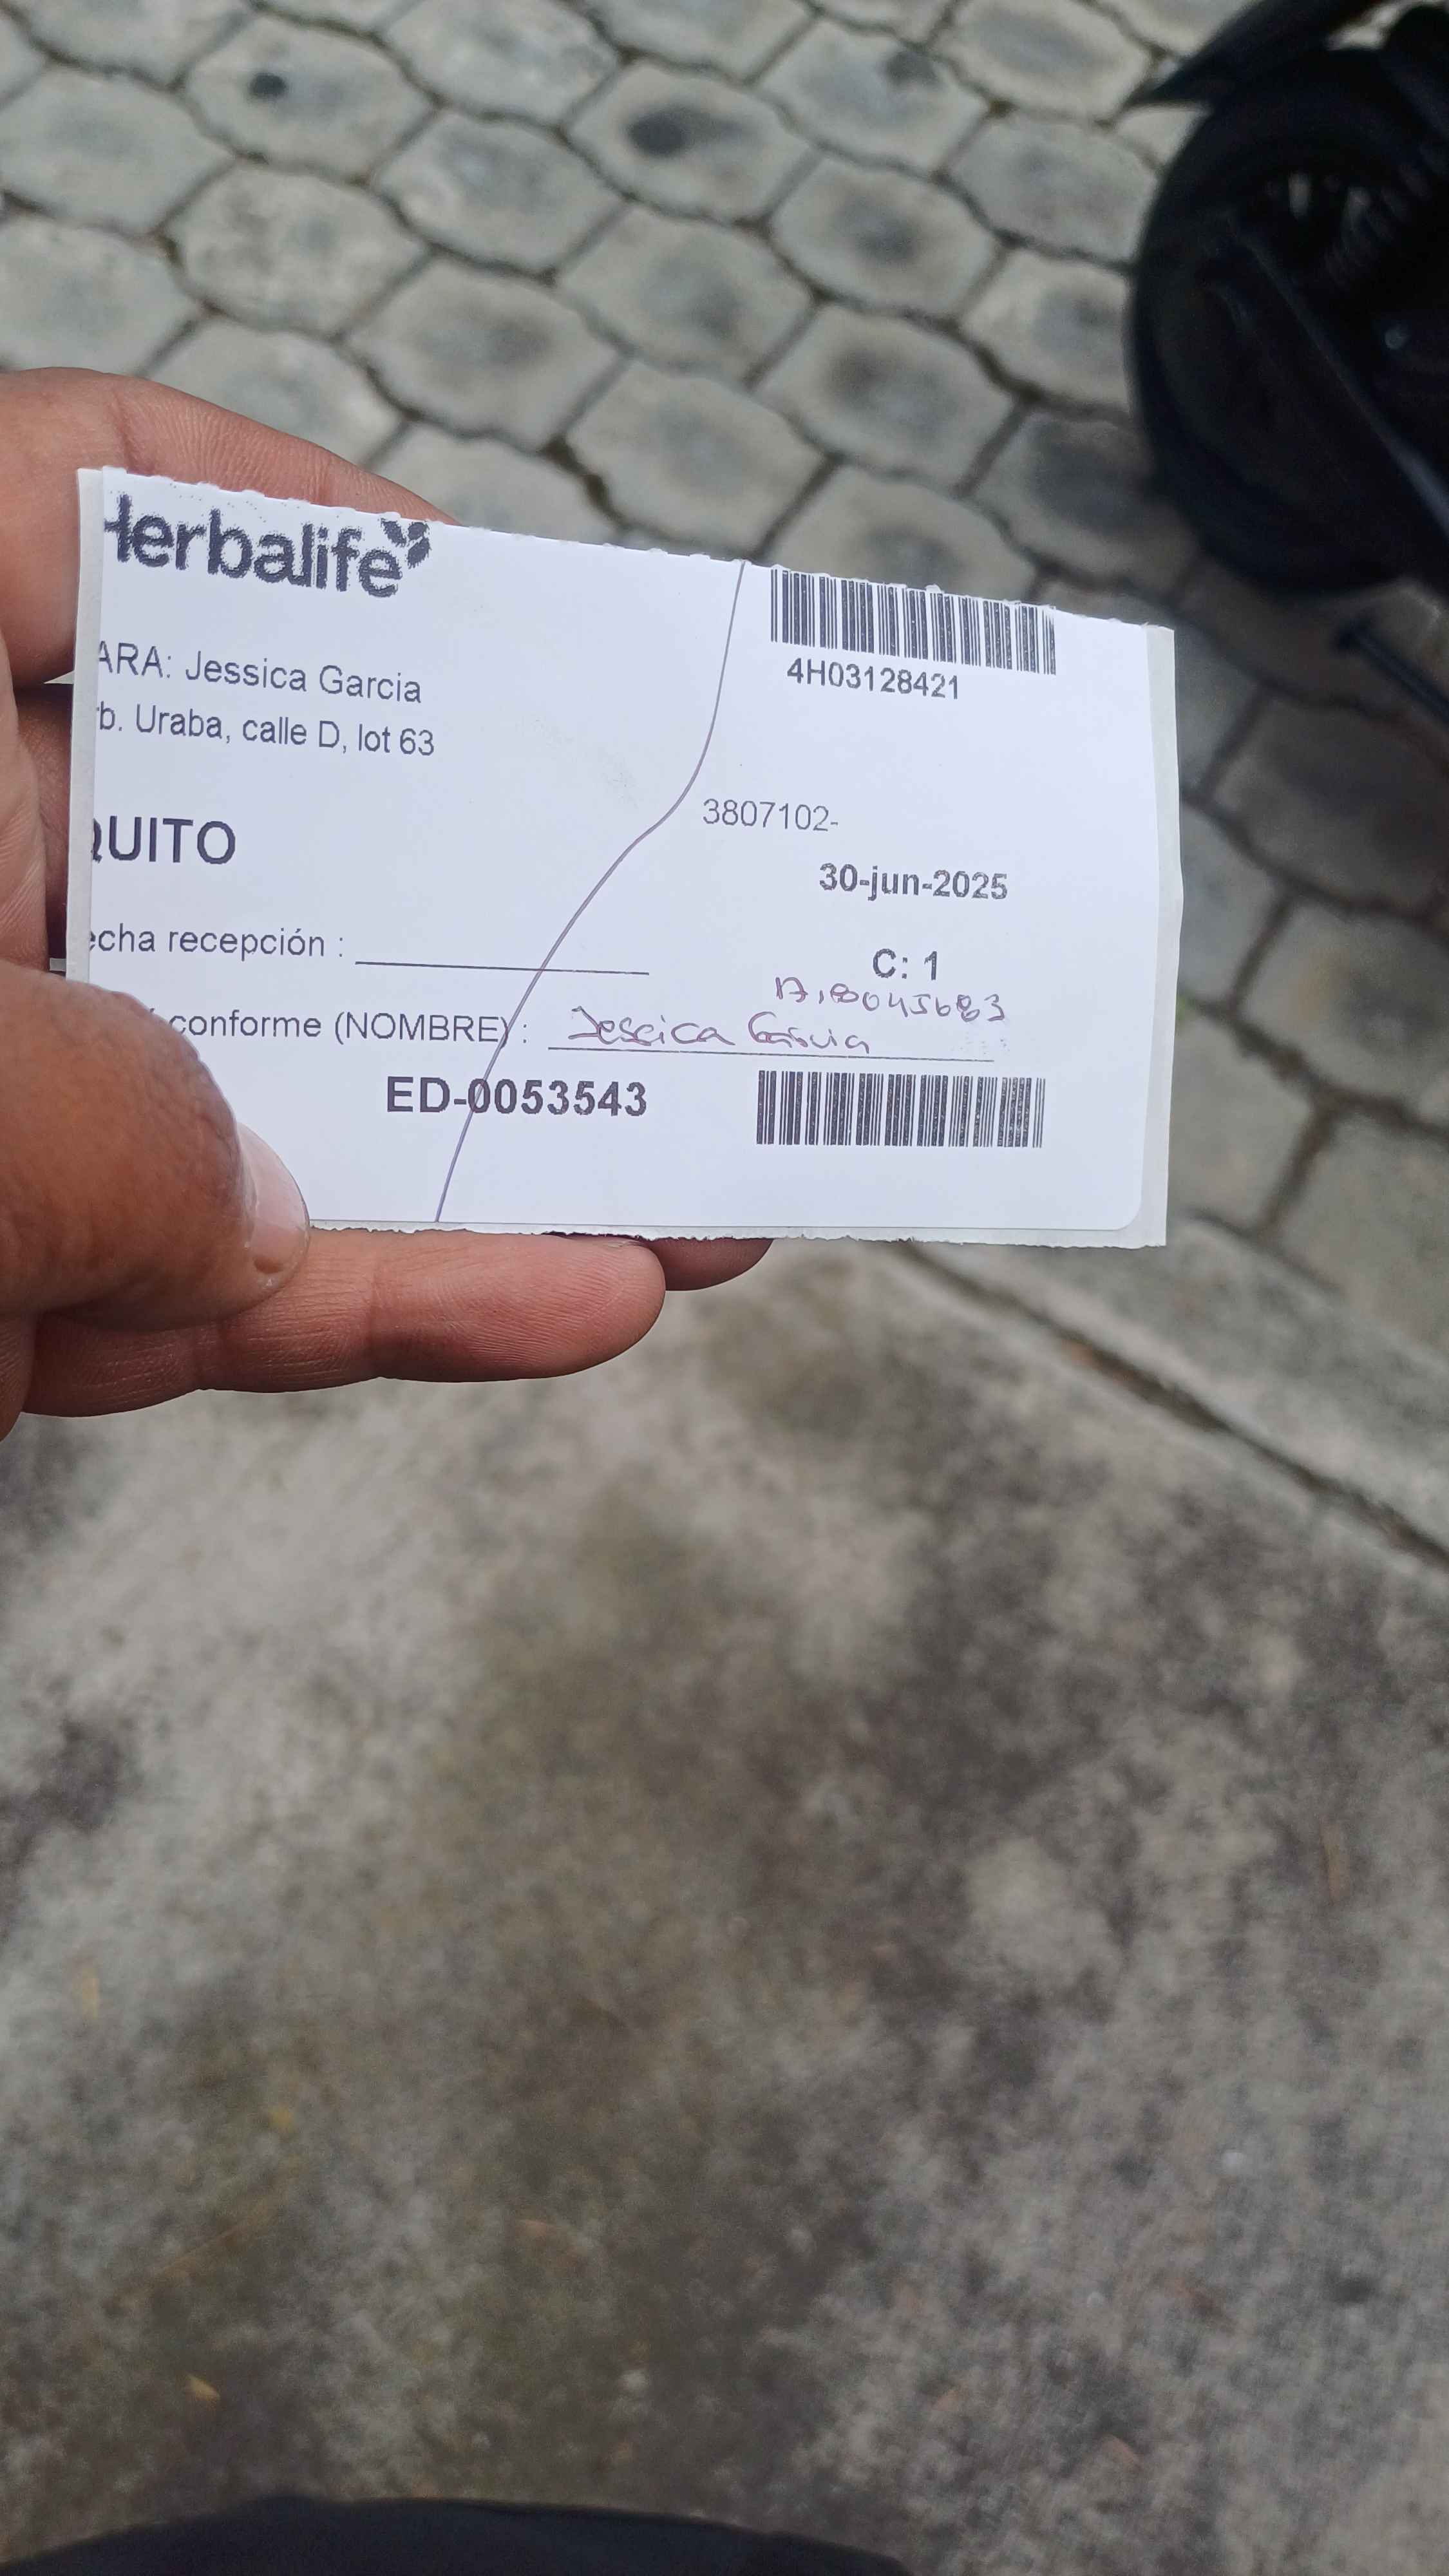 Herbalife
ARA: Jessica Garcia
rb. Uraba, calle D, lot 63
QUITO
echa recepción :
conforme (NOMBRE) : Jessica Garcia
ED-0053543
4H03128421
3807102-
30-jun-2025
C: 1